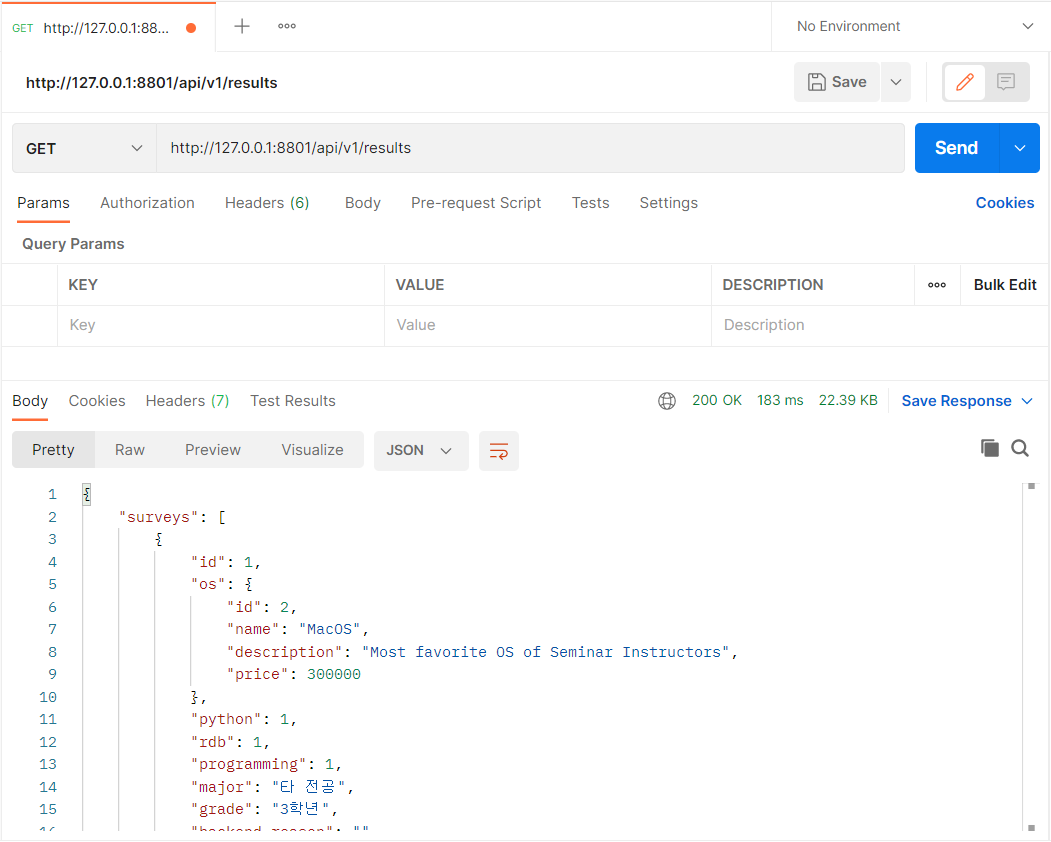 GET http://127.0.0.1:88... No Environment
http://127.0.0.1:8801/api/v1/results Save
GET http://127.0.0.1:8801/api/v1/results Send
Params Authorization Headers (6) Body Pre-request Script Tests Settings Cookies
Query Params
KEY VALUE DESCRIPTION Bulk Edit
Key Value Description
Body Cookies Headers (7) Test Results 200 OK 183 ms 22.39 KB Save Response
Pretty Raw Preview Visualize JSON
1 {
2 "surveys": [
3 {
4 "id": 1,
5 "os": {
6 "id": 2,
7 "name": "MacOS",
8 "description": "Most favorite OS of Seminar Instructors",
9 "price": 300000
10 },
11 "python": 1,
12 "rdb": 1,
13 "programming": 1,
14 "major": "타 전공",
15 "grade": "3학년",
16 "backend_reason": ""